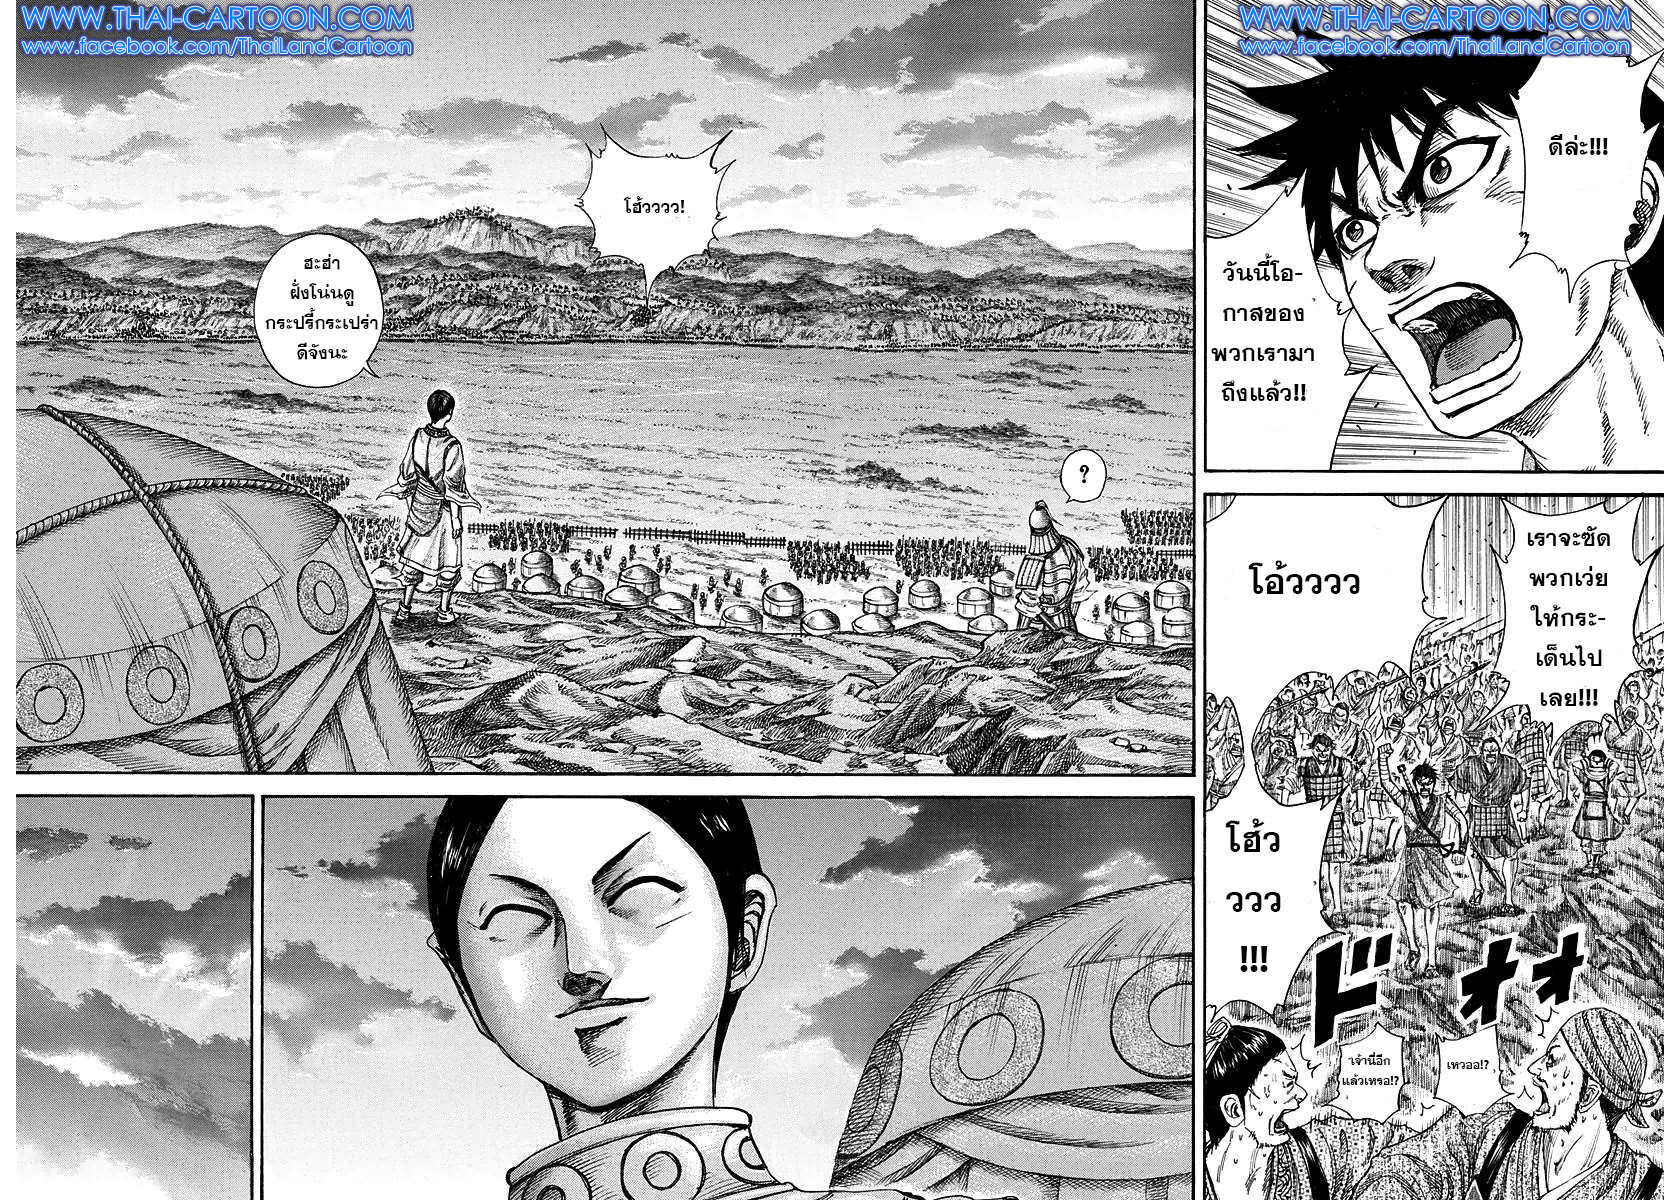 WWW.THAI-CARTOON.COM
www.facebook.com/ThaiLandCartoon
WWW.THAI-CARTOON.COM
www.facebook.com/ThaiLandCartoon
ดีล่ะ!!!
วันนี้โอ-
กาสของ
พวกเรามา
ถึงแล้ว!!
เราจะซัด
พวกเว่ย
ให้กระ-
เด็นไป
เลย!!!
โอ้วววว
โฮ้ว
ววว
!!!
ドオォ
เทววอ!?
เจ้านี่อีก
แล้วเหรอ!?
โฮ้วววว!
ฮะฮ่า
ฝั่งโน่นดู
กระปรี้กระเปร่า
ดีจังนะ
?